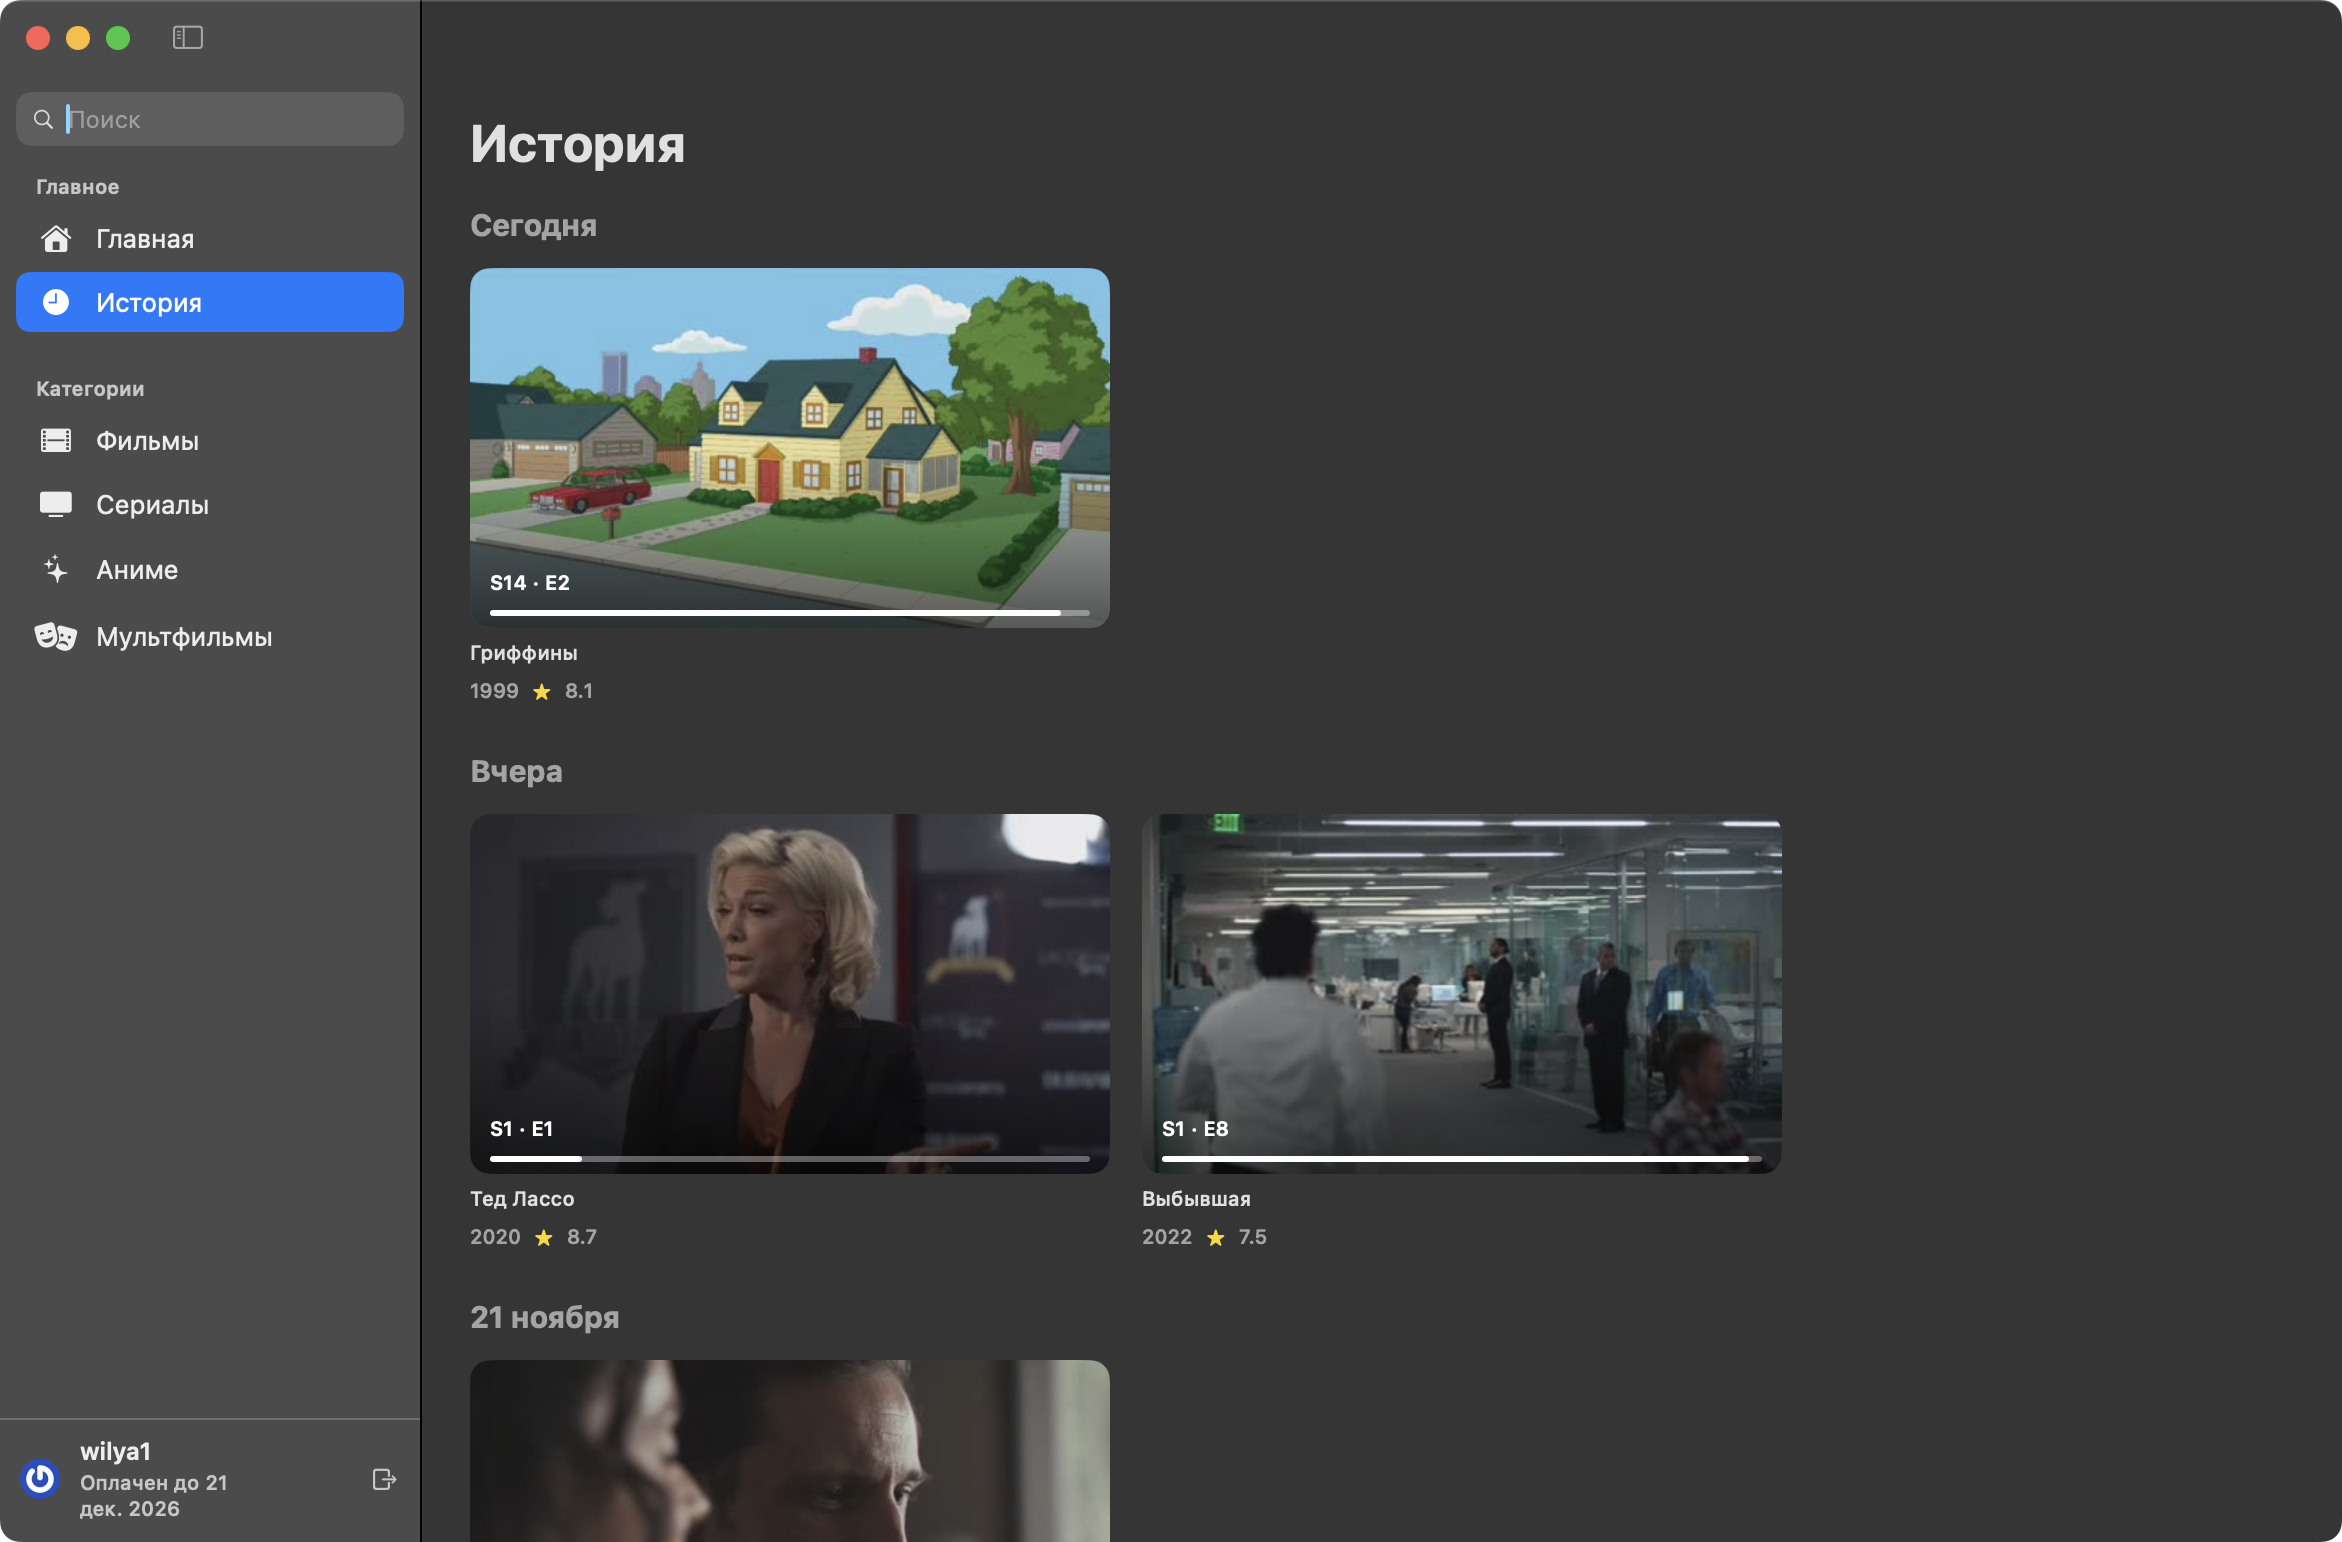 Поиск
Главное
Главная
История
Категории
Фильмы
Сериалы
Аниме
Мультфильмы
wilya1
Оплачен до 21
дек. 2026
История
Сегодня
S14 · E2
Гриффины
1999 8.1
Вчера
S1 · E1
Тед Лассо
2020 8.7
S1 · E8
Выбывшая
2022 7.5
21 ноября